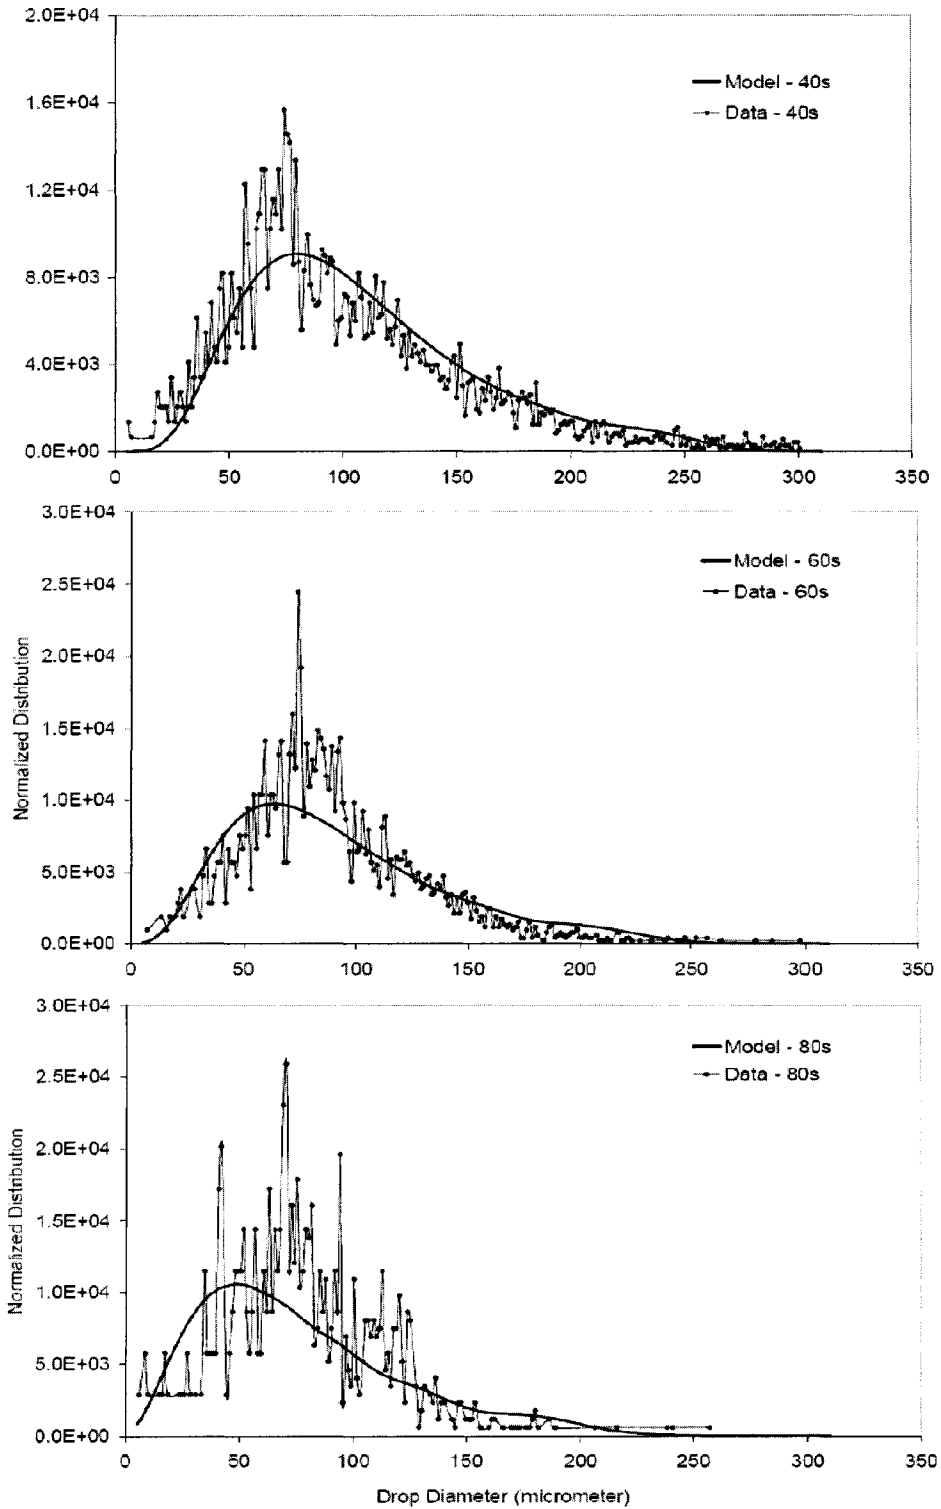 2.0E+04
1.6E+04
1.2E+04
8.0E+03
4.0E+03
0.0E+00
0 50 100 150 200 250 300 350
Model - 40s
Data - 40s
3.0E+04
2.5E+04
2.0E+04
1.5E+04
1.0E+04
5.0E+03
0.0E+00
0 50 100 150 200 250 300 350
Normalized Distribution
Model - 60s
Data - 60s
3.0E+04
2.5E+04
2.0E+04
1.5E+04
1.0E+04
5.0E+03
0.0E+00
0 50 100 150 200 250 300 350
Normalized Distribution
Model - 80s
Data - 80s
Drop Diameter (micrometer)